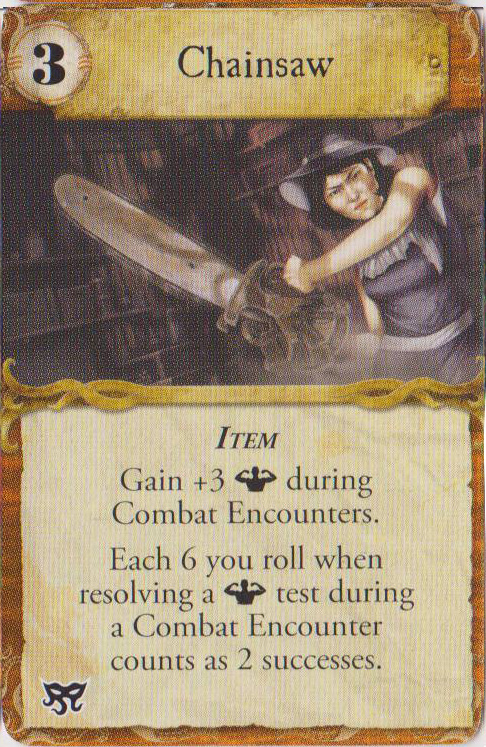 3
Chainsaw
ITEM
Gain +3 during
Combat Encounters.
Each 6 you roll when
resolving a test during
a Combat Encounter
counts as 2 successes.